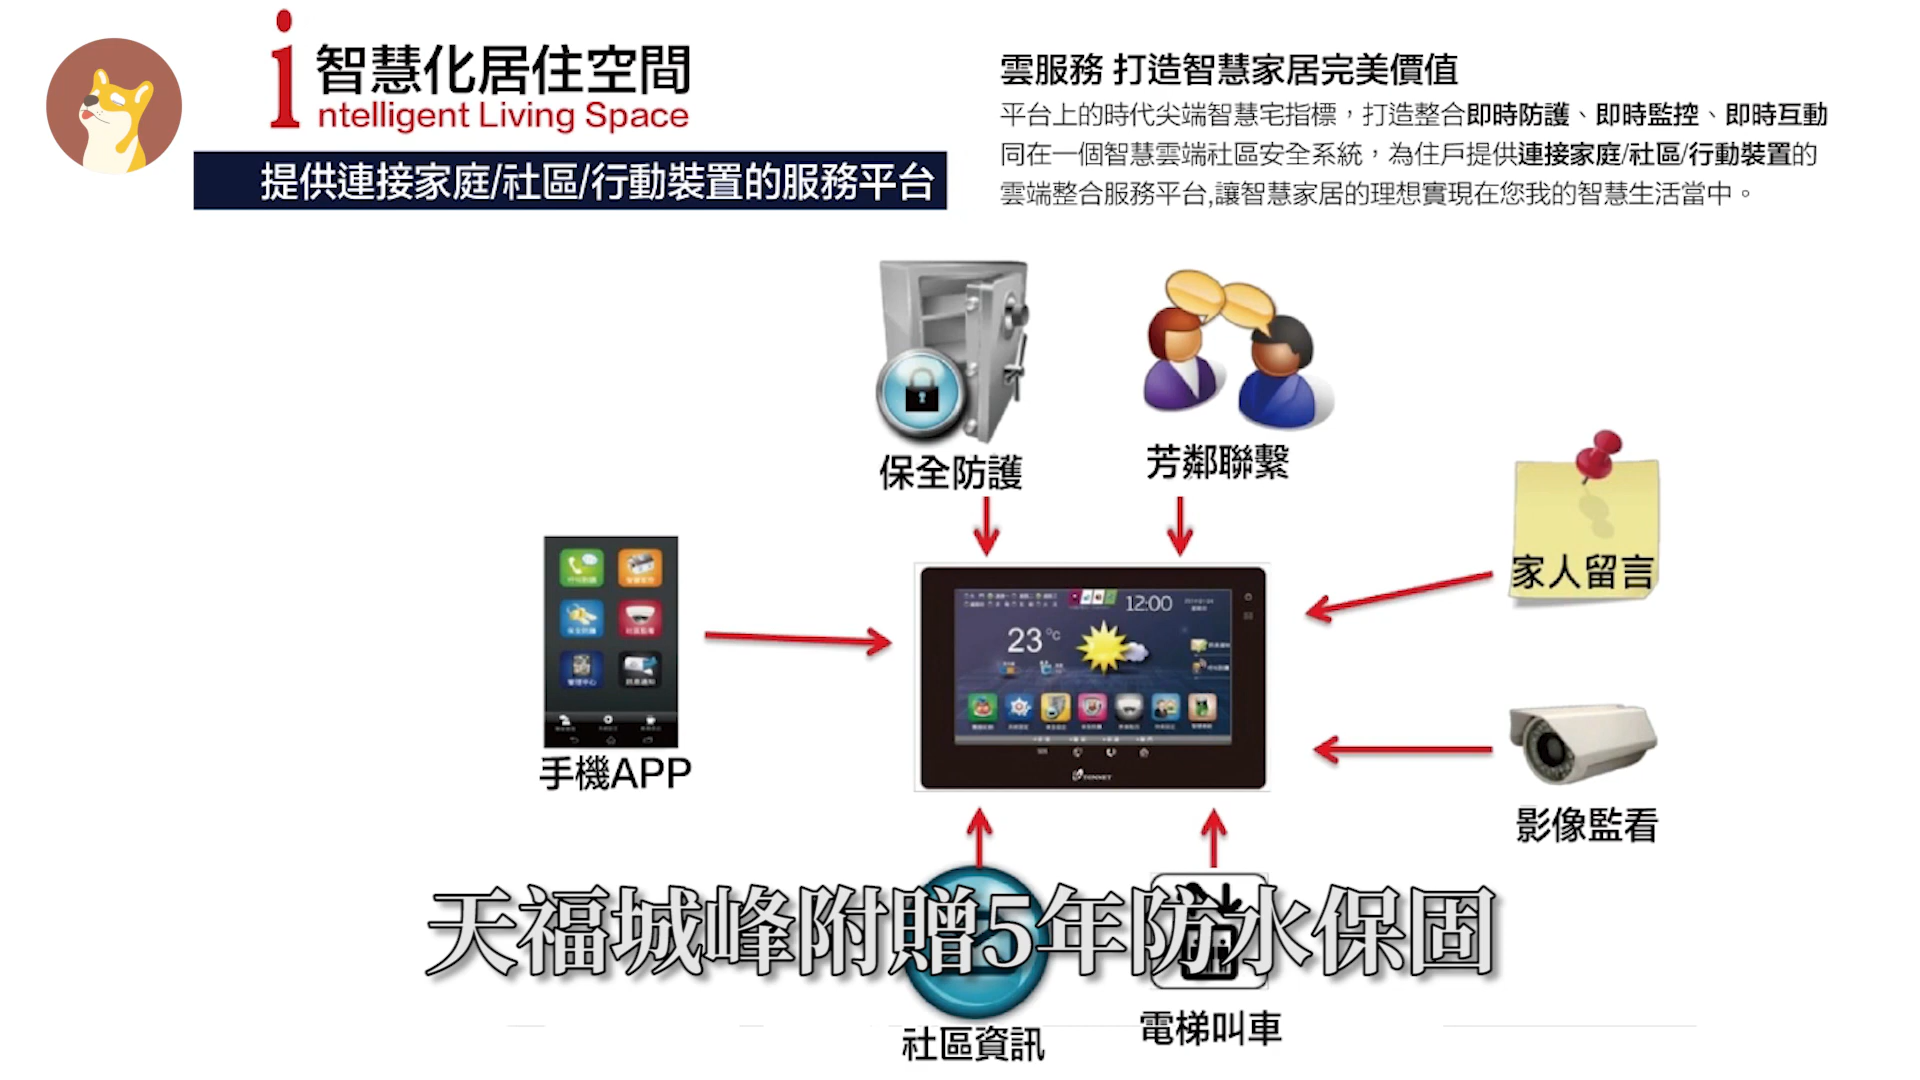 i 智慧化居住空間
ntelligent Living Space
提供連接家庭/社區/行動裝置的服務平台
雲服務 打造智慧家居完美價值
平台上的時代尖端智慧宅指標，打造整合即時防護、即時監控、即時互動
同在一個智慧雲端社區安全系統，為住戶提供連接家庭/社區/行動裝置的
雲端整合服務平台,讓智慧家居的理想實現在您我的智慧生活當中。
保全防護
芳鄰聯繫
家人留言
手機APP
12:00
23°C
TONNET
影像監看
天福城峰附贈5年防水保固
社區資訊
電梯叫車